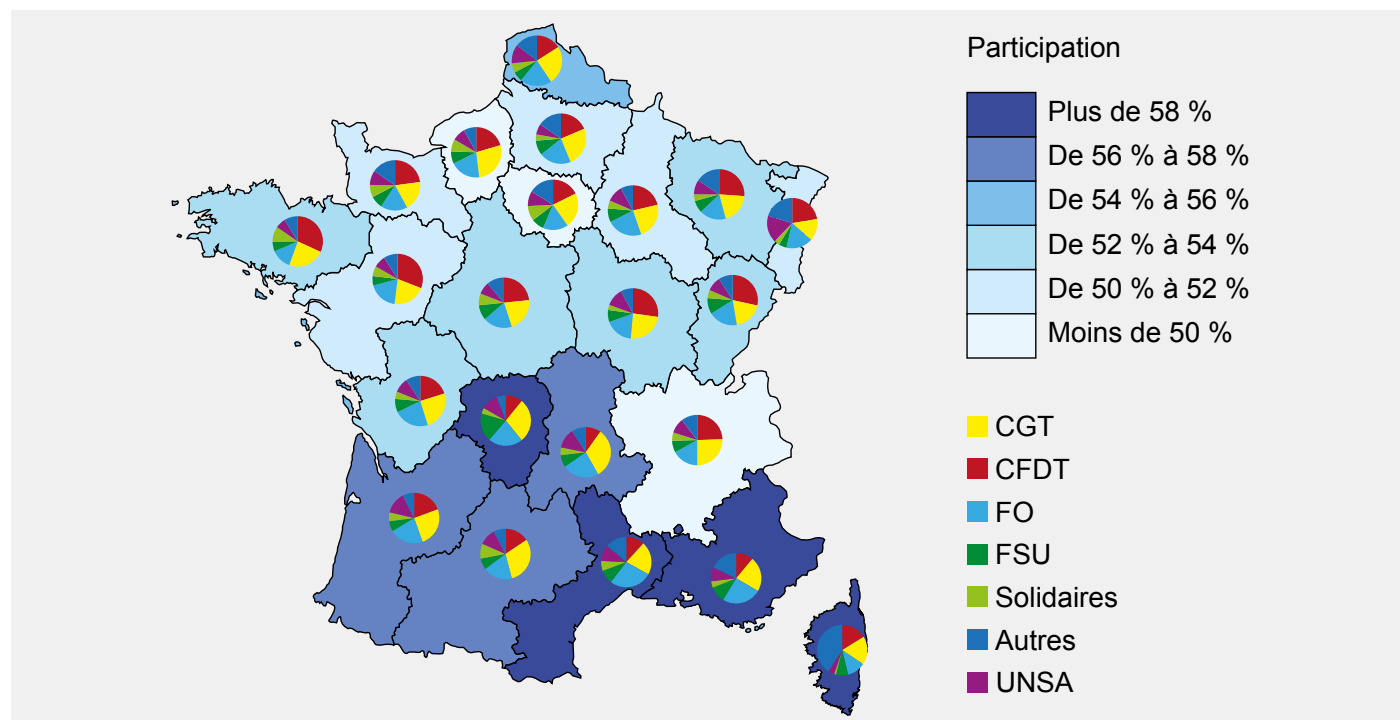 Participation
Plus de 58 %
De 56 % à 58 %
De 54 % à 56 %
De 52 % à 54 %
De 50 % à 52 %
Moins de 50 %
CGT
CFDT
FO
FSU
Solidaires
Autres
UNSA